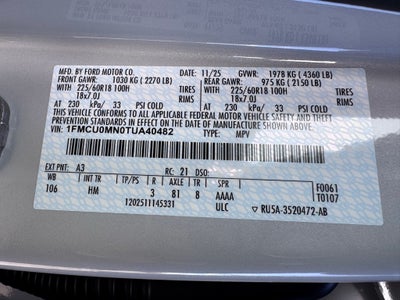 MFD. BY FORD MOTOR CO. 11/25 GVWR: 1978 KG ( 4360 LB)
FRONT GAWR: 1030 KG ( 2270 LB) REAR GAWR: 975 KG ( 2150 LB)
WITH 225/60R18 100H WITH 225/60R18 100H
18x7.0J 18x7.0J
AT 230 kPa/ 33 PSI COLD AT 230 kPa/ 33 PSI COLD
THIS VEHICLE CONFORMS TO ALL APPLICABLE FEDERAL MOTOR VEHICLE SAFETY, BUMPER, AND THEFT
PREVENTION STANDARDS IN EFFECT ON THE DATE OF MANUFACTURE SHOWN ABOVE.
VIN: 1FMCU0MN0TUA40482 TYPE: MPV
EXT PNT: A3 RC: 21 DSO:
WB INT TR TP/PS R AXLE TR SPR F0061
106 HM 3 81 8 AAAA T0107
1202511145331 ULC RU5A-3520472-AB